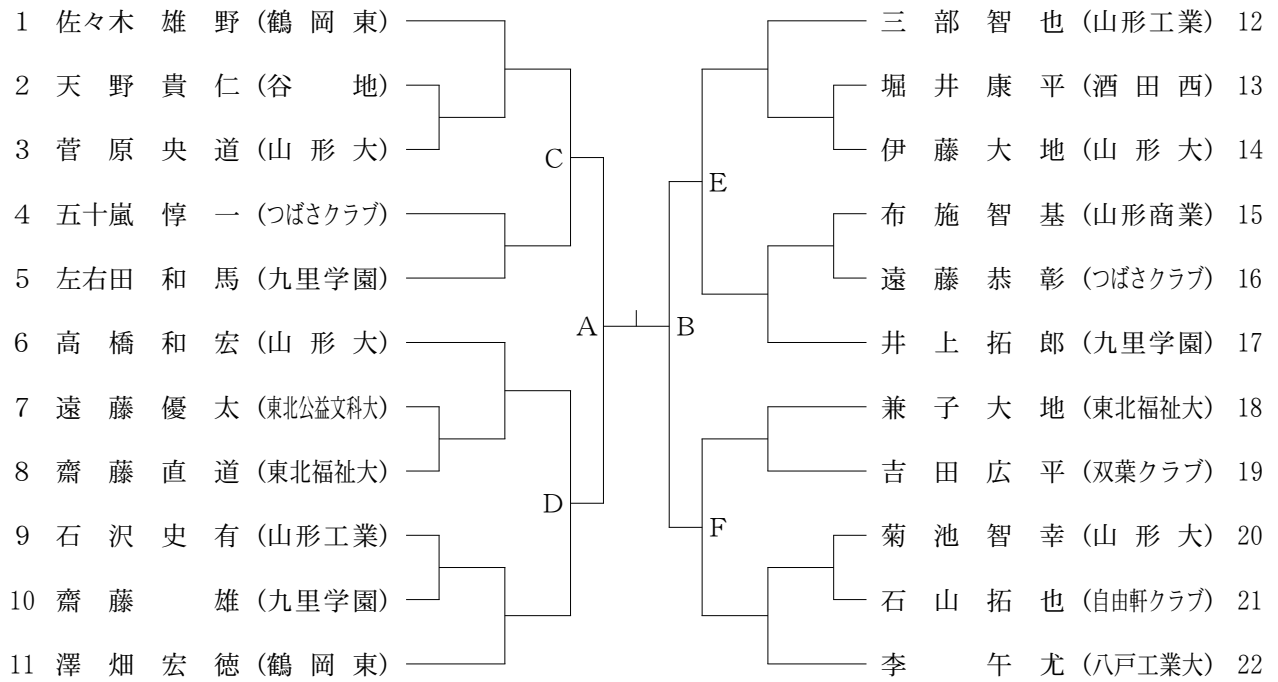 1 佐々木 雄 野 (鶴 岡 東)
2 天 野 貴 仁 (谷 地)
3 菅 原 央 道 (山 形 大)
C
4 五十嵐 惇 一 (つばさクラブ)
5 左右田 和 馬 (九里学園)
A
6 高 橋 和 宏 (山 形 大)
7 遠 藤 優 太 (東北公益文科大)
8 齋 藤 直 道 (東北福祉大)
D
9 石 沢 史 有 (山形工業)
10 齋 藤 雄 (九里学園)
11 澤 畑 宏 徳 (鶴 岡 東)
三 部 智 也 (山形工業) 12
堀 井 康 平 (酒 田 西) 13
伊 藤 大 地 (山 形 大) 14
E
布 施 智 基 (山形商業) 15
遠 藤 恭 彰 (つばさクラブ) 16
B
井 上 拓 郎 (九里学園) 17
兼 子 大 地 (東北福祉大) 18
吉 田 広 平 (双葉クラブ) 19
F
菊 池 智 幸 (山 形 大) 20
石 山 拓 也 (自由軒クラブ) 21
李 午 尤 (八戸工業大) 22